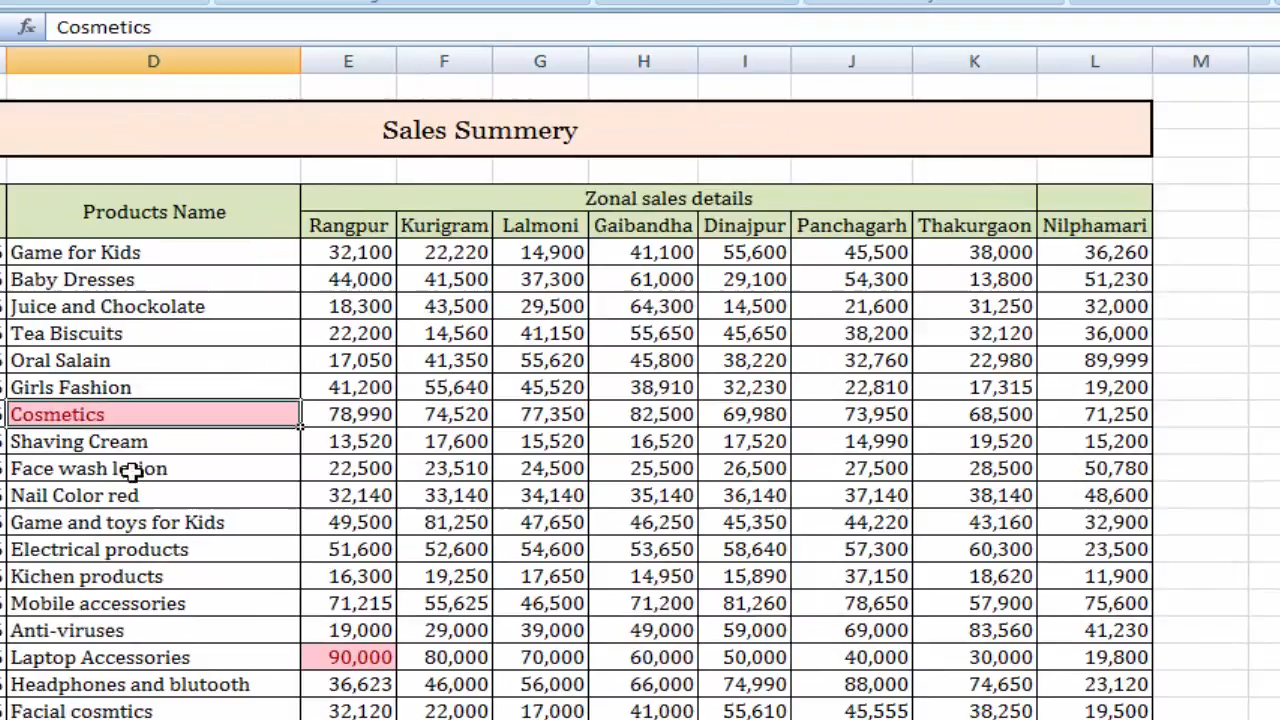 fx Cosmetics
D E F G H I J K L M
Sales Summery
Products Name Zonal sales details
Rangpur Kurigram Lalmoni Gaibandha Dinajpur Panchagarh Thakurgaon Nilphamari
Game for Kids 32,100 22,220 14,900 41,100 55,600 45,500 38,000 36,260
Baby Dresses 44,000 41,500 37,300 61,000 29,100 54,300 13,800 51,230
Juice and Chockolate 18,300 43,500 29,500 64,300 14,500 21,600 31,250 32,000
Tea Biscuits 22,200 14,560 41,150 55,650 45,650 38,200 32,120 36,000
Oral Salain 17,050 41,350 55,620 45,800 38,220 32,760 22,980 89,999
Girls Fashion 41,200 55,640 45,520 38,910 32,230 22,810 17,315 19,200
Cosmetics 78,990 74,520 77,350 82,500 69,980 73,950 68,500 71,250
Shaving Cream 13,520 17,600 15,520 16,520 17,520 14,990 19,520 15,200
Face wash 22,500 23,510 24,500 25,500 26,500 27,500 28,500 50,780
Nail Color red 32,140 33,140 34,140 35,140 36,140 37,140 38,140 48,600
Game and toys for Kids 49,500 81,250 47,650 46,250 45,350 44,220 43,160 32,900
Electrical products 51,600 52,600 54,600 53,650 58,640 57,300 60,300 23,500
Kichen products 16,300 19,250 17,650 14,950 15,890 37,150 18,620 11,900
Mobile accessories 71,215 55,625 46,500 71,200 81,260 78,650 57,900 75,600
Anti-viruses 19,000 29,000 39,000 49,000 59,000 69,000 83,560 41,230
Laptop Accessories 90,000 80,000 70,000 60,000 50,000 40,000 30,000 19,800
Headphones and blutooth 36,623 46,000 56,000 66,000 74,990 88,000 74,650 23,120
Facial cosmtics 32,120 22,000 17,000 41,000 55,610 45,555 38,250 19,500